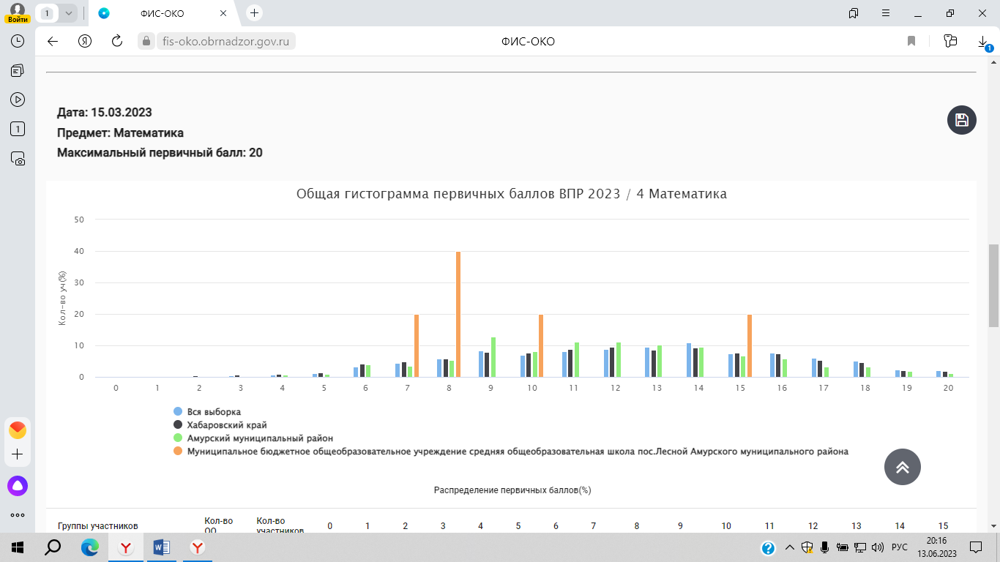 Войти
1
ФИС-ОКО
fis-oko.obrnadzor.gov.ru
ФИС-ОКО
1
1
Дата: 15.03.2023
Предмет: Математика
Максимальный первичный балл: 20
Общая гистограмма первичных баллов ВПР 2023 / 4 Математика
Кол-во уч(%)
50
40
30
20
10
0
0 1 2 3 4 5 6 7 8 9 10 11 12 13 14 15 16 17 18 19 20
Вся выборка
Хабаровский край
Амурский муниципальный район
Муниципальное бюджетное общеобразовательное учреждение средняя общеобразовательная школа пос.Лесной Амурского муниципального района
Распределение первичных баллов(%)
Группы участников Кол-во ОО Кол-во участников 0 1 2 3 4 5 6 7 8 9 10 11 12 13 14 15
РУС
20:16
13.06.2023